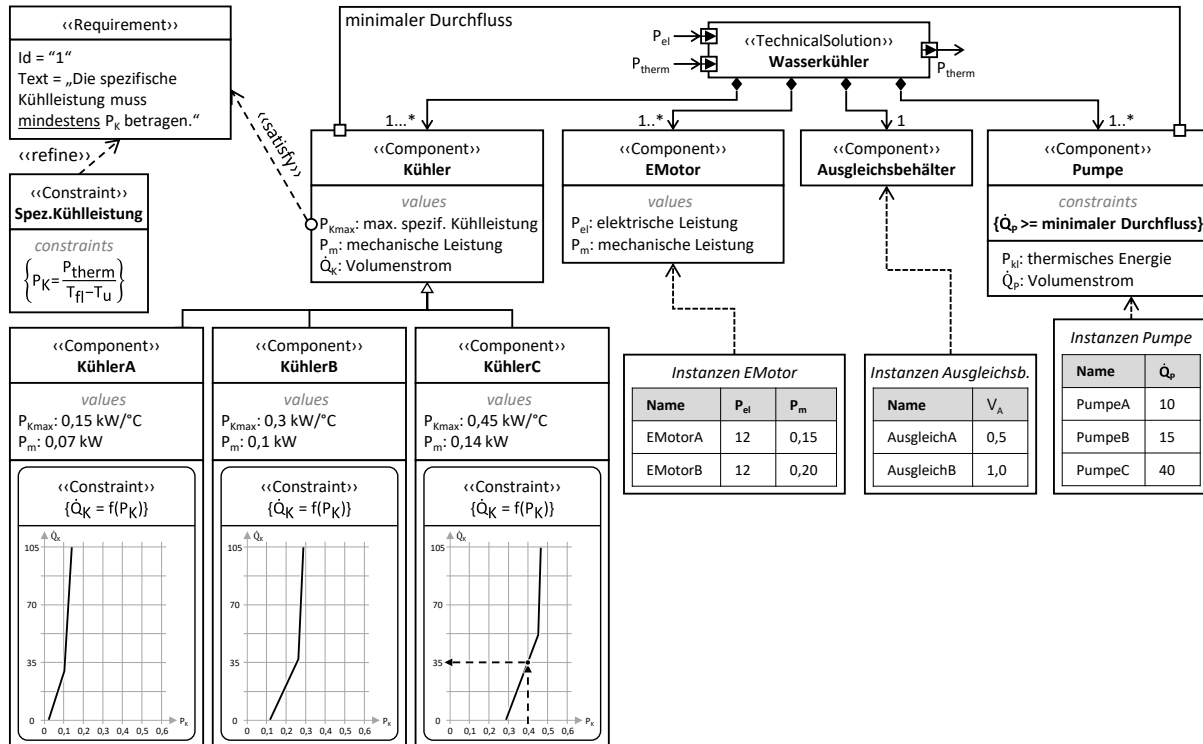 ‹‹Requirement››
Id = “1“
Text = „Die spezifische
Kühlleistung muss
mindestens PK betragen.“
minimaler Durchfluss
Pel
Ptherm
‹‹TechnicalSolution››
Wasserkühler
Ptherm
‹‹refine››
‹‹satisfy››
1...*
1..*
1
1..*
‹‹Constraint››
Spez.Kühlleistung
constraints
{PK=Ptherm/Tfl−Tu}
‹‹Component››
Kühler
values
PKmax: max. spezif. Kühlleistung
Pm: mechanische Leistung
Q̇K: Volumenstrom
‹‹Component››
EMotor
values
Pel: elektrische Leistung
Pm: mechanische Leistung
‹‹Component››
Ausgleichsbehälter
‹‹Component››
Pumpe
constraints
{Q̇P >= minimaler Durchfluss}
Pkl: thermisches Energie
Q̇P: Volumenstrom
‹‹Component››
KühlerA
values
PKmax: 0,15 kW/°C
Pm: 0,07 kW
‹‹Constraint››
{Q̇K = f(PK)}
Q̇K
105
70
35
0
0 0,1 0,2 0,3 0,4 0,5 0,6 PK
‹‹Component››
KühlerB
values
PKmax: 0,3 kW/°C
Pm: 0,1 kW
‹‹Constraint››
{Q̇K = f(PK)}
Q̇K
105
70
35
0
0 0,1 0,2 0,3 0,4 0,5 0,6 PK
‹‹Component››
KühlerC
values
PKmax: 0,45 kW/°C
Pm: 0,14 kW
‹‹Constraint››
{Q̇K = f(PK)}
Q̇K
105
70
35
0
0 0,1 0,2 0,3 0,4 0,5 0,6 PK
Instanzen EMotor
Name Pel Pm
EMotorA 12 0,15
EMotorB 12 0,20
Instanzen Ausgleichsb.
Name VA
AusgleichA 0,5
AusgleichB 1,0
Instanzen Pumpe
Name Q̇P
PumpeA 10
PumpeB 15
PumpeC 40